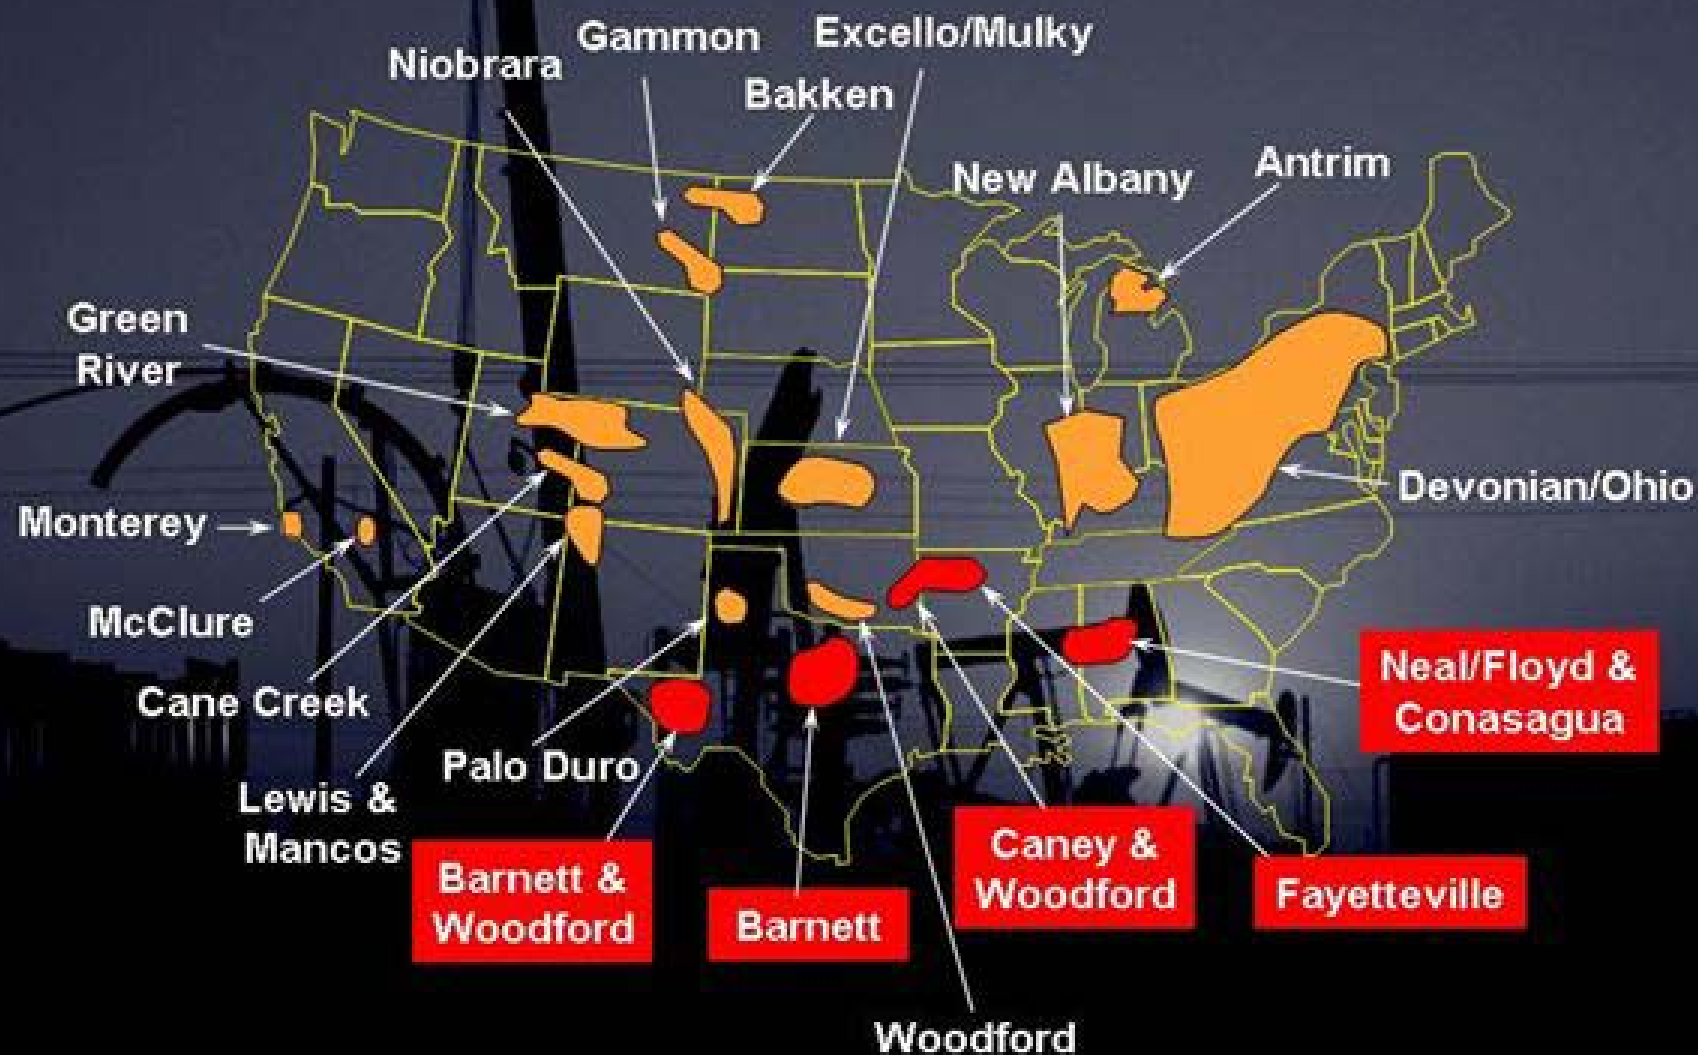 Gammon
Excello/Mulky
Niobrara
Bakken
New Albany
Antrim
Green
River
Devonian/Ohio
Monterey
McClure
Cane Creek
Palo Duro
Lewis &
Mancos
Neal/Floyd &
Conasagua
Barnett &
Woodford
Barnett
Caney &
Woodford
Fayetteville
Woodford